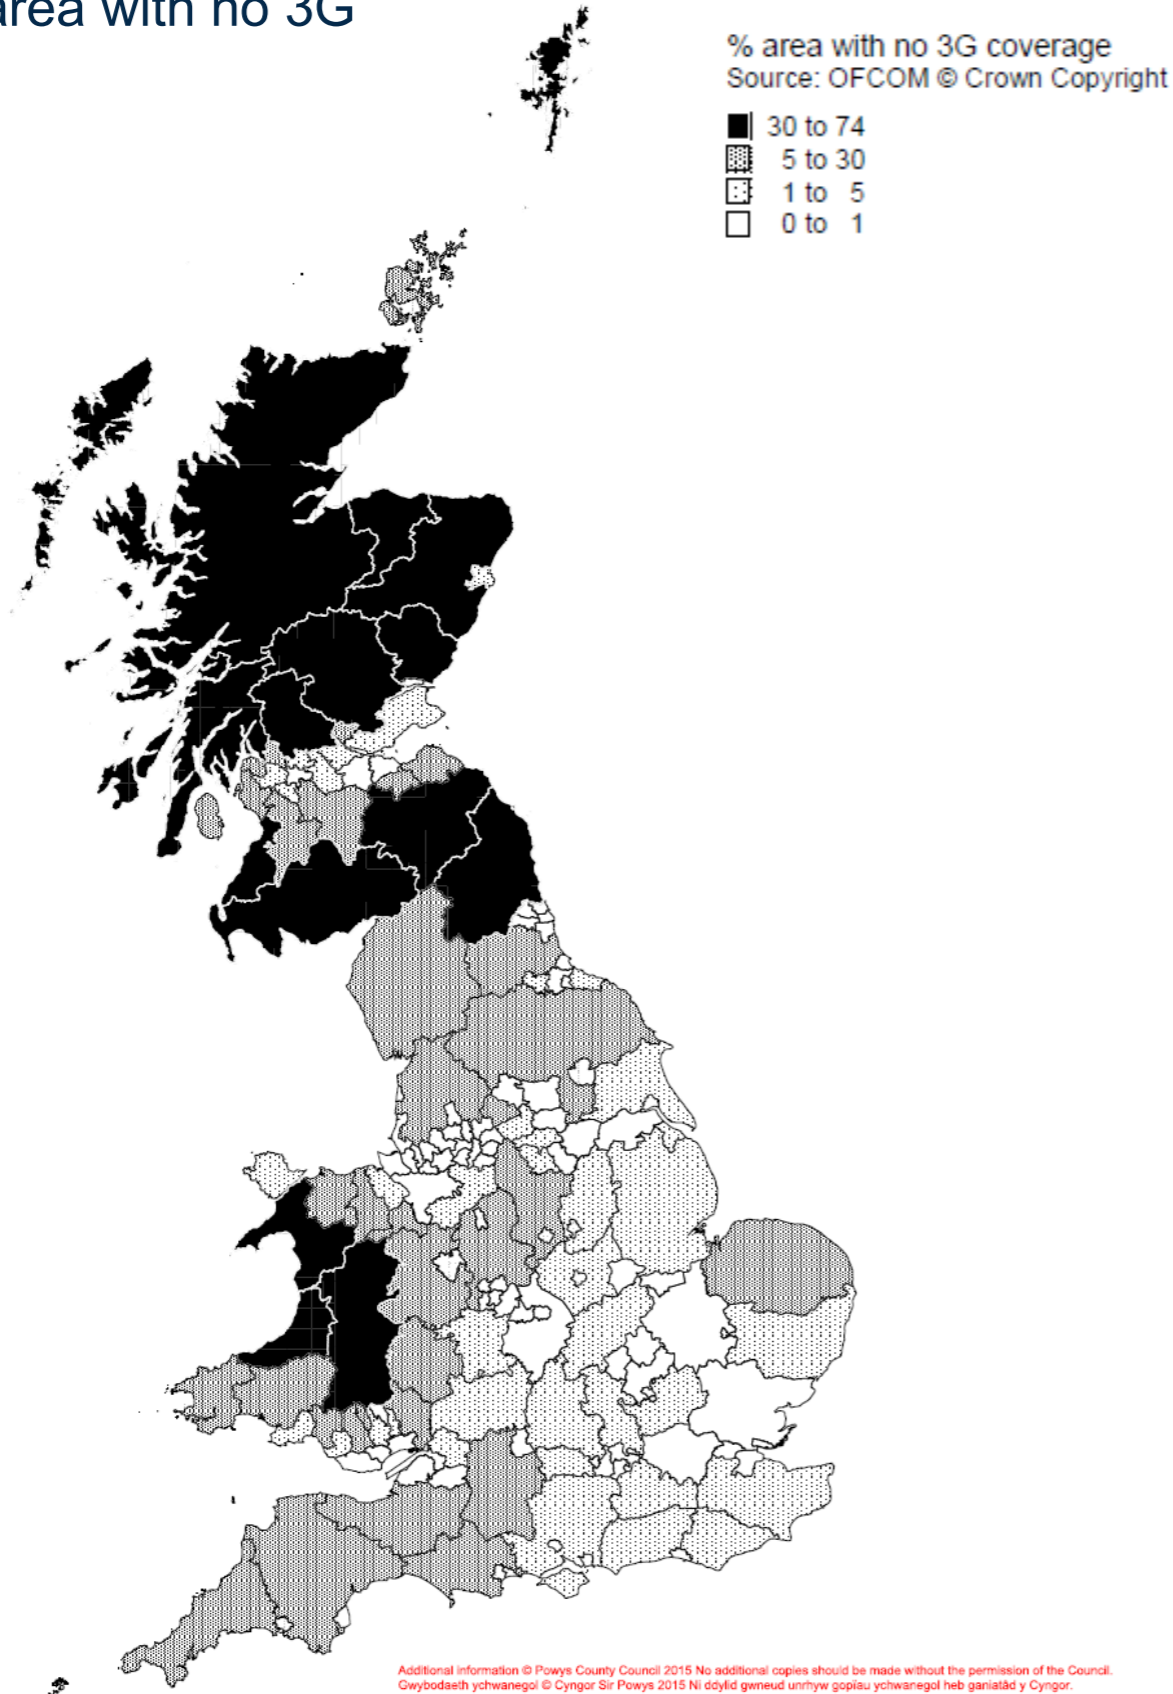 area with no 3G
% area with no 3G coverage
Source: OFCOM © Crown Copyright
30 to 74
5 to 30
1 to 5
0 to 1
Additional information © Powys County Council 2015 No additional copies should be made without the permission of the Council.
Gwybodaeth ychwanegol © Cyngor Sir Powys 2015 Ni ddylid gwneud unrhyw gopïau ychwanegol heb ganiatâd y Cyngor.